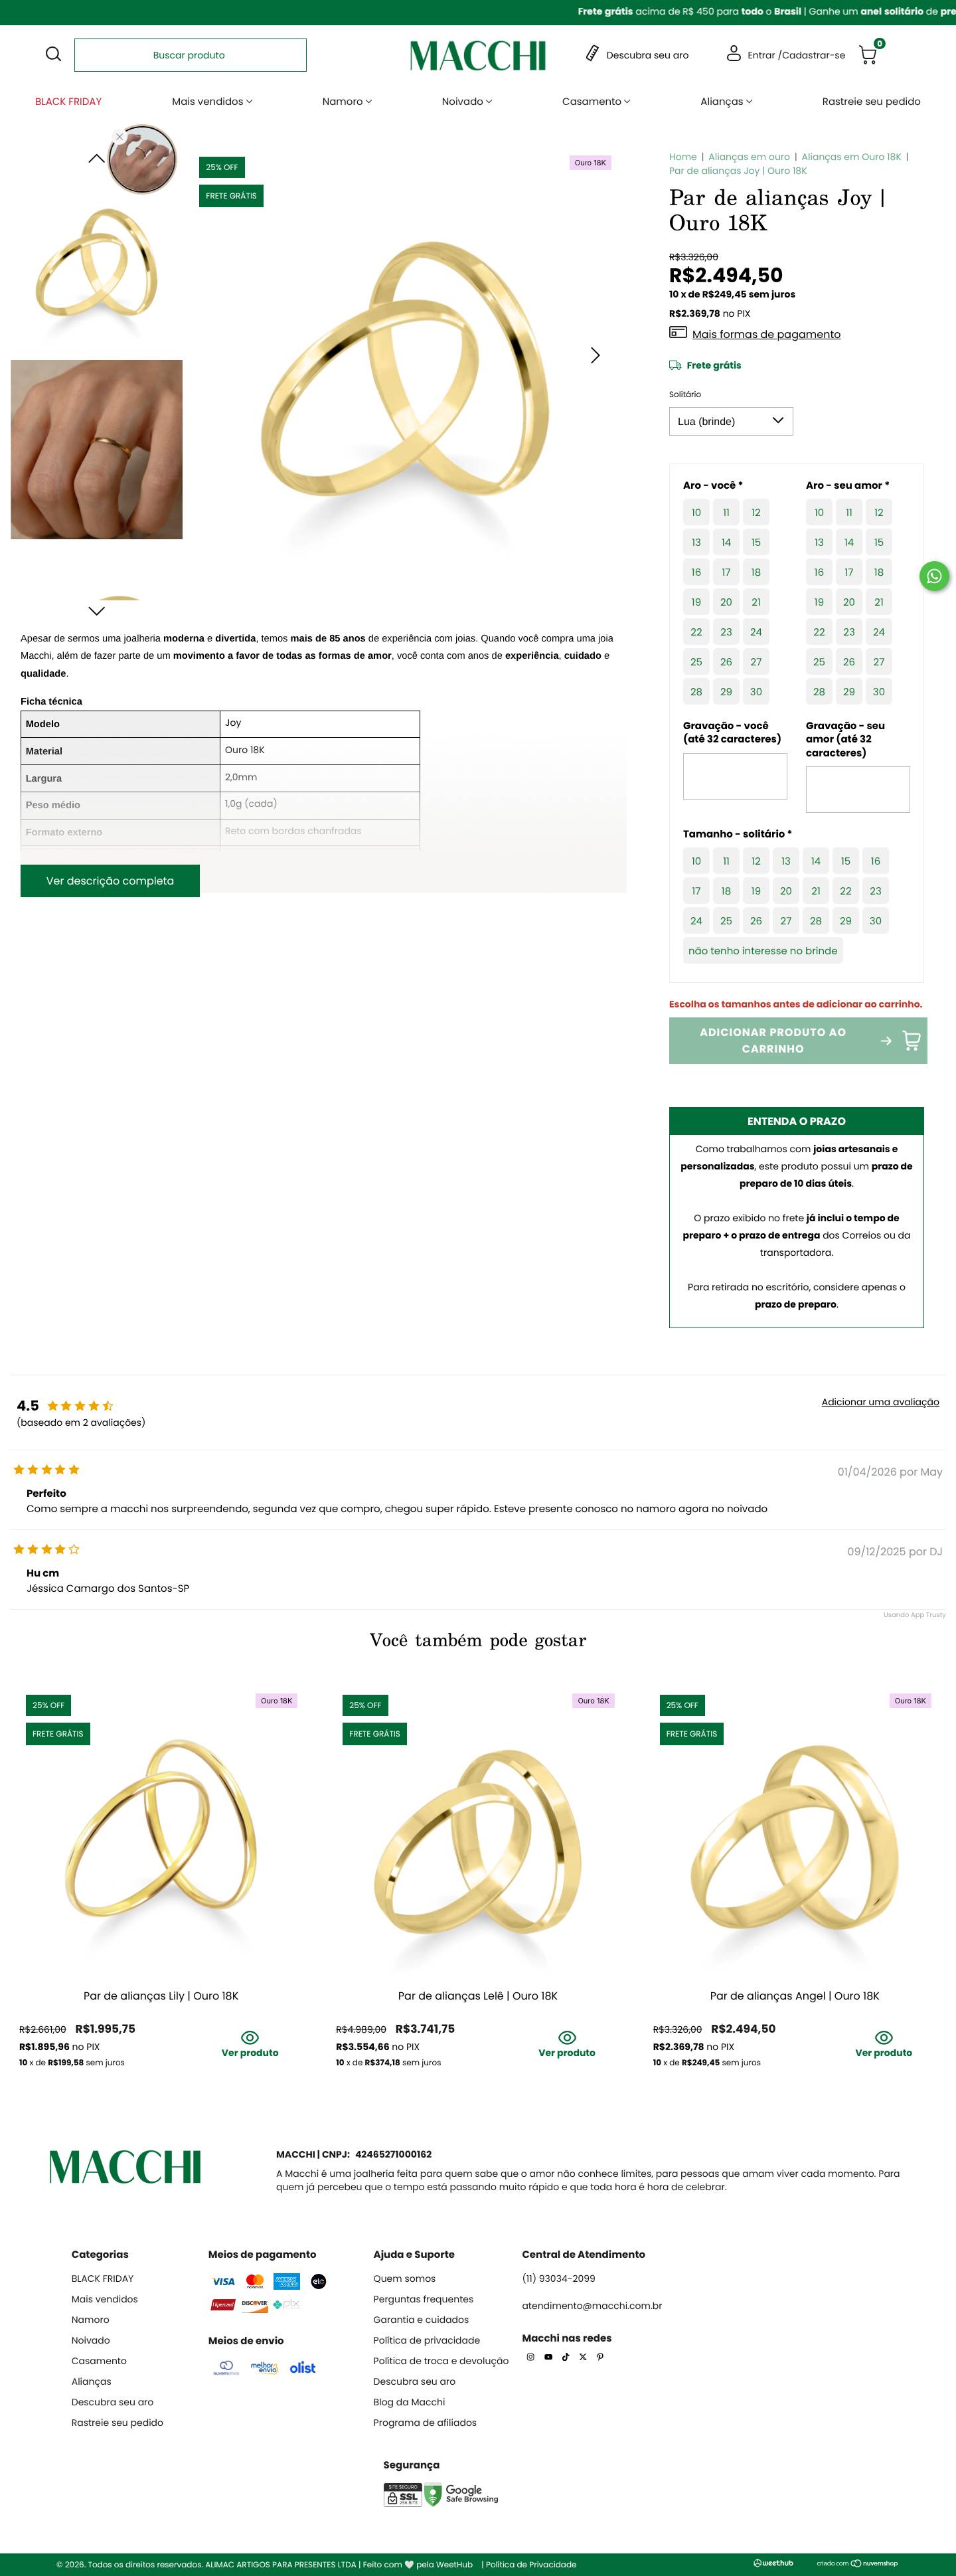 Frete grátis acima de R$ 450 para todo o Brasil | Ganhe um anel solitário de pre
Buscar produto
MACCHI
Descubra seu aro
Entrar /Cadastrar-se
0
BLACK FRIDAY
Mais vendidos
Namoro
Noivado
Casamento
Alianças
Rastreie seu pedido
25% OFF
FRETE GRÁTIS
Ouro 18K
Home | Alianças em ouro | Alianças em Ouro 18K |
Par de alianças Joy | Ouro 18K
Par de alianças Joy |
Ouro 18K
R$3.326,00
R$2.494,50
10 x de R$249,45 sem juros
R$2.369,78 no PIX
Mais formas de pagamento
Frete grátis
Solitário
Lua (brinde)
Aro - você *
10 11 12
13 14 15
16 17 18
19 20 21
22 23 24
25 26 27
28 29 30
Aro - seu amor *
10 11 12
13 14 15
16 17 18
19 20 21
22 23 24
25 26 27
28 29 30
Gravação - você
(até 32 caracteres)
Gravação - seu
amor (até 32
caracteres)
Tamanho - solitário *
10 11 12 13 14 15 16
17 18 19 20 21 22 23
24 25 26 27 28 29 30
não tenho interesse no brinde
Escolha os tamanhos antes de adicionar ao carrinho.
ADICIONAR PRODUTO AO
CARRINHO
ENTENDA O PRAZO
Como trabalhamos com joias artesanais e
personalizadas, este produto possui um prazo de
preparo de 10 dias úteis.
O prazo exibido no frete já inclui o tempo de
preparo + o prazo de entrega dos Correios ou da
transportadora.
Para retirada no escritório, considere apenas o
prazo de preparo.
Apesar de sermos uma joalheria moderna e divertida, temos mais de 85 anos de experiência com joias. Quando você compra uma joia
Macchi, além de fazer parte de um movimento a favor de todas as formas de amor, você conta com anos de experiência, cuidado e
qualidade.
Ficha técnica
Modelo Joy
Material Ouro 18K
Largura 2,0mm
Peso médio 1,0g (cada)
Formato externo Reto com bordas chanfradas
Ver descrição completa
4.5
(baseado em 2 avaliações)
Adicionar uma avaliação
01/04/2026 por May
Perfeito
Como sempre a macchi nos surpreendendo, segunda vez que compro, chegou super rápido. Esteve presente conosco no namoro agora no noivado
09/12/2025 por DJ
Hu cm
Jéssica Camargo dos Santos-SP
Usando App Trusty
Você também pode gostar
25% OFF
FRETE GRÁTIS
Ouro 18K
Par de alianças Lily | Ouro 18K
R$2.661,00 R$1.995,75
R$1.895,96 no PIX
10 x de R$199,58 sem juros
Ver produto
25% OFF
FRETE GRÁTIS
Ouro 18K
Par de alianças Lelê | Ouro 18K
R$4.989,00 R$3.741,75
R$3.554,66 no PIX
10 x de R$374,18 sem juros
Ver produto
25% OFF
FRETE GRÁTIS
Ouro 18K
Par de alianças Angel | Ouro 18K
R$3.326,00 R$2.494,50
R$2.369,78 no PIX
10 x de R$249,45 sem juros
Ver produto
MACCHI
MACCHI | CNPJ: 42465271000162
A Macchi é uma joalheria feita para quem sabe que o amor não conhece limites, para pessoas que amam viver cada momento. Para
quem já percebeu que o tempo está passando muito rápido e que toda hora é hora de celebrar.
Categorias
BLACK FRIDAY
Mais vendidos
Namoro
Noivado
Casamento
Alianças
Descubra seu aro
Rastreie seu pedido
Meios de pagamento
VISA
elo
Hipercard DISCOVER pix
Meios de envio
melhor envio
olist
Ajuda e Suporte
Quem somos
Perguntas frequentes
Garantia e cuidados
Política de privacidade
Política de troca e devolução
Descubra seu aro
Blog da Macchi
Programa de afiliados
Central de Atendimento
(11) 93034-2099
atendimento@macchi.com.br
Macchi nas redes
Segurança
SITE SEGURO
SSL
Google
Safe Browsing
© 2026. Todos os direitos reservados. ALIMAC ARTIGOS PARA PRESENTES LTDA | Feito com 🤍 pela WeetHub | Política de Privacidade
weethub
criado com nuvemshop